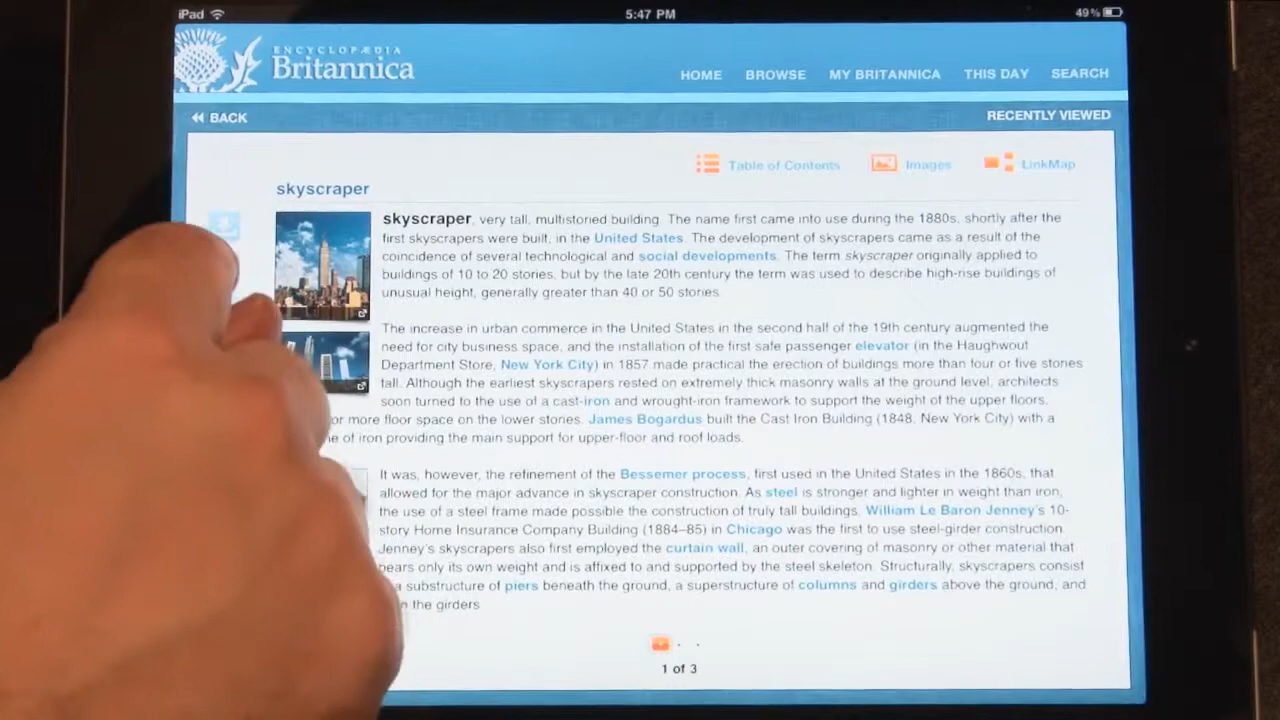 iPad 5:47 PM 49%
ENCYCLOPÆDIA
Britannica
HOME BROWSE MY BRITANNICA THIS DAY SEARCH
BACK RECENTLY VIEWED
Table of Contents Images LinkMap
skyscraper
skyscraper, very tall, multistoried building. The name first came into use during the 1880s, shortly after the
first skyscrapers were built, in the United States. The development of skyscrapers came as a result of the
coincidence of several technological and social developments. The term skyscraper originally applied to
buildings of 10 to 20 stories, but by the late 20th century the term was used to describe high-rise buildings of
unusual height, generally greater than 40 or 50 stories.
The increase in urban commerce in the United States in the second half of the 19th century augmented the
need for city business space, and the installation of the first safe passenger elevator (in the Haughwout
Department Store, New York City) in 1857 made practical the erection of buildings more than four or five stories
tall. Although the earliest skyscrapers rested on extremely thick masonry walls at the ground level, architects
soon turned to the use of a cast-iron and wrought-iron framework to support the weight of the upper floors,
or more floor space on the lower stories. James Bogardus built the Cast Iron Building (1848, New York City) with a
of iron providing the main support for upper-floor and roof loads.
It was, however, the refinement of the Bessemer process, first used in the United States in the 1860s, that
allowed for the major advance in skyscraper construction. As steel is stronger and lighter in weight than iron,
the use of a steel frame made possible the construction of truly tall buildings. William Le Baron Jenney's 10-
story Home Insurance Company Building (1884–85) in Chicago was the first to use steel-girder construction.
Jenney's skyscrapers also first employed the curtain wall, an outer covering of masonry or other material that
bears only its own weight and is affixed to and supported by the steel skeleton. Structurally, skyscrapers consist
a substructure of piers beneath the ground, a superstructure of columns and girders above the ground, and
n the girders
1 of 3